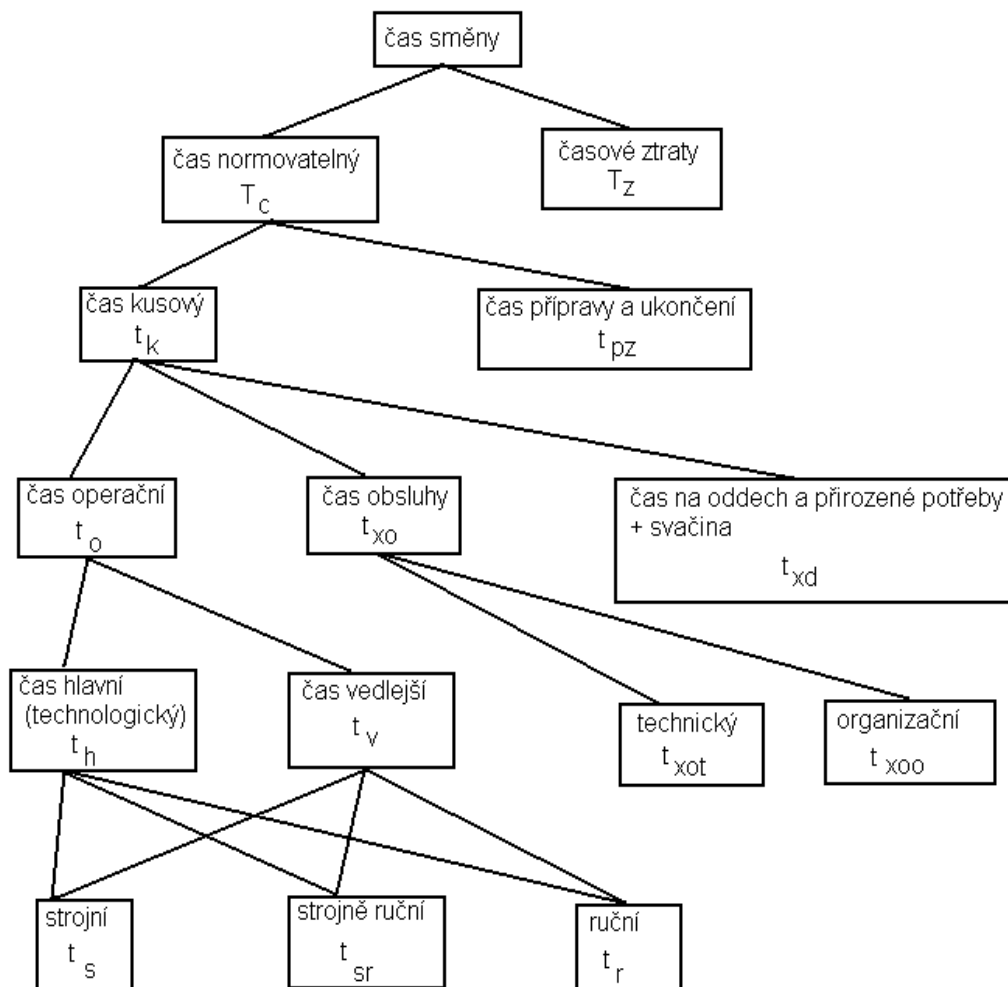 čas směny
čas normovatelný
T c
časové ztraty
T z
čas kusový
t k
čas přípravy a ukončení
t pz
čas operační
t o
čas obsluhy
t xo
čas na oddech a přirozené potřeby
+ svačina
t xd
čas hlavní
(technologický)
t h
čas vedlejší
t v
technický
t xot
organizační
t xoo
strojní
t s
strojně ruční
t sr
ruční
t r